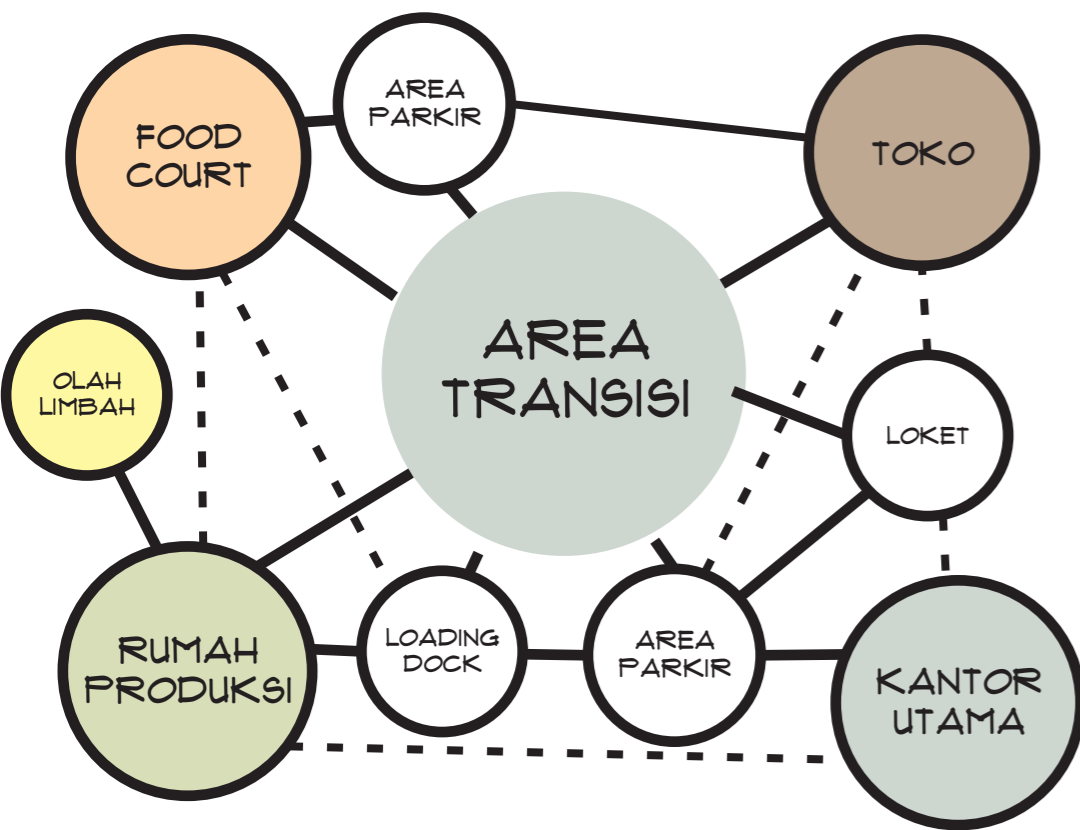 AREA
PARKIR
FOOD
COURT
TOKO
AREA
TRANSISI
OLAH
LIMBAH
LOKET
RUMAH
PRODUKSI
LOADING
DOCK
AREA
PARKIR
KANTOR
UTAMA